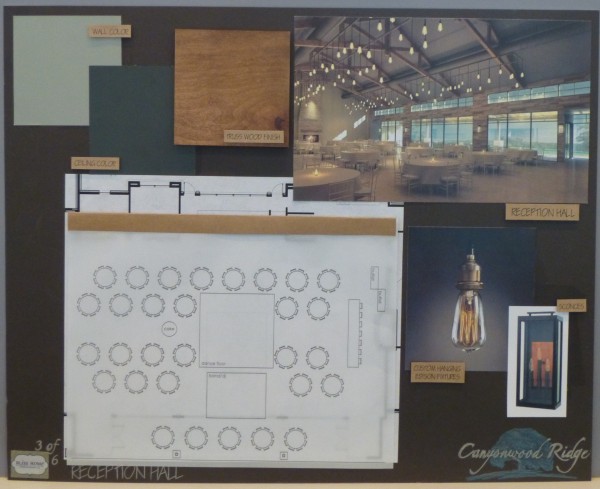 WALL COLOR
TRUSS WOOD FINISH
CEILING COLOR
RECEPTION HALL
SCONCES
CUSTOM HANGING
EDISON FIXTURES
3 of
6
RECEPTION HALL
Canyonwood Ridge